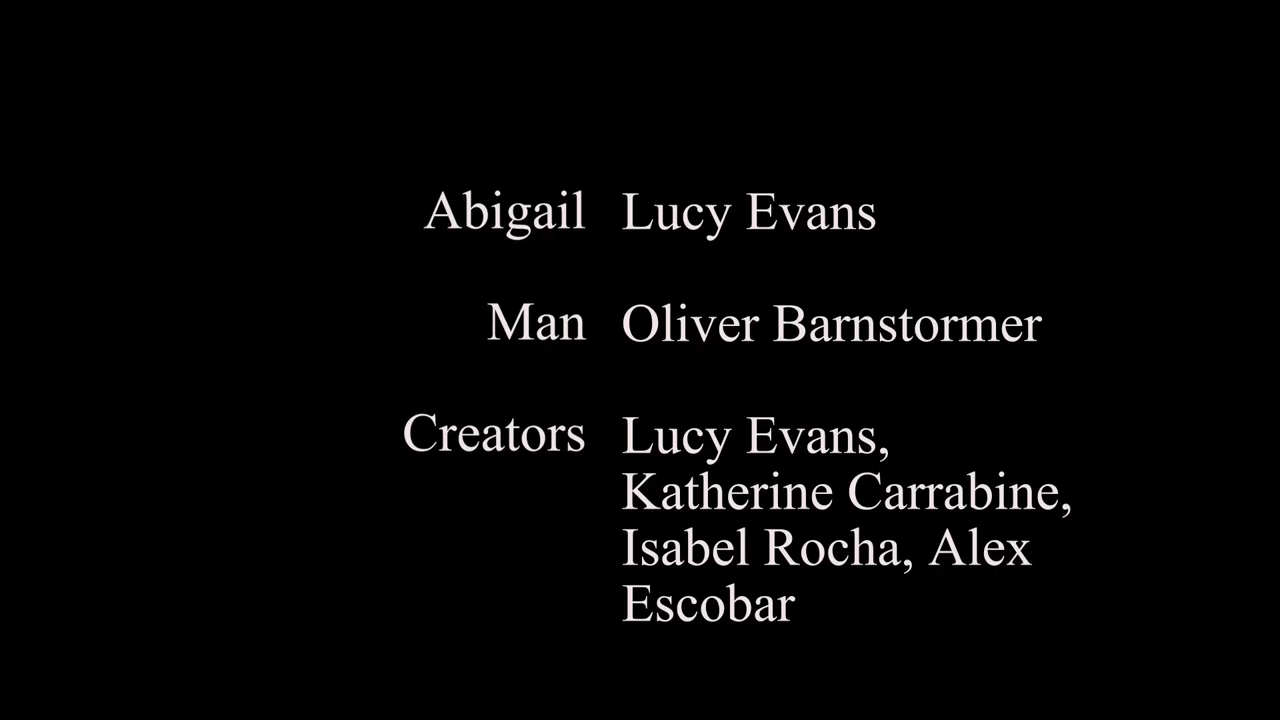 Abigail Lucy Evans
Man Oliver Barnstormer
Creators Lucy Evans,
Katherine Carrabine,
Isabel Rocha, Alex
Escobar